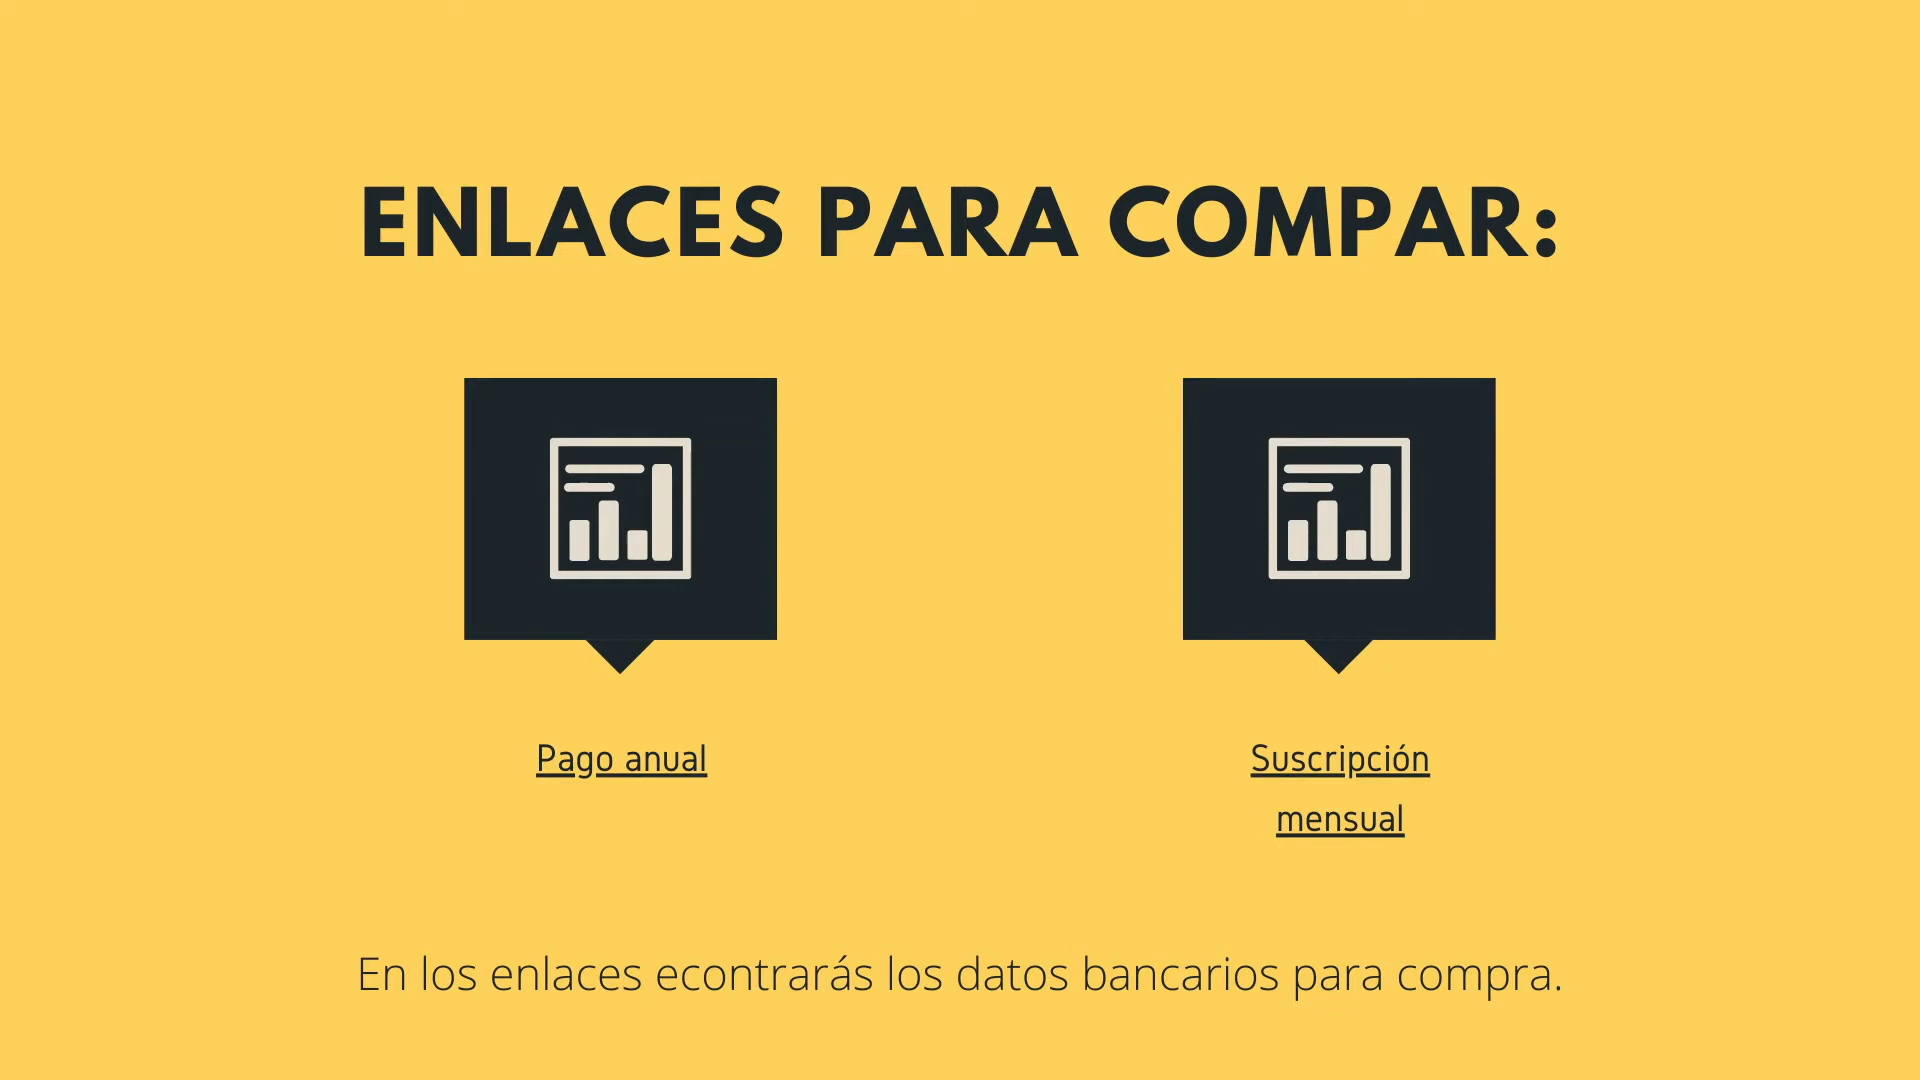 ENLACES PARA COMPAR:
Pago anual
Suscripción
mensual
En los enlaces econtrarás los datos bancarios para compra.